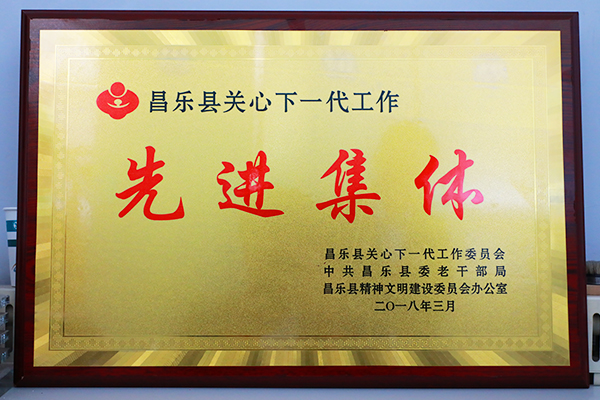 昌乐县关心下一代工作
先进集体
昌乐县关心下一代工作委员会
中共昌乐县委老干部局
昌乐县精神文明建设委员会办公室
二〇一八年三月